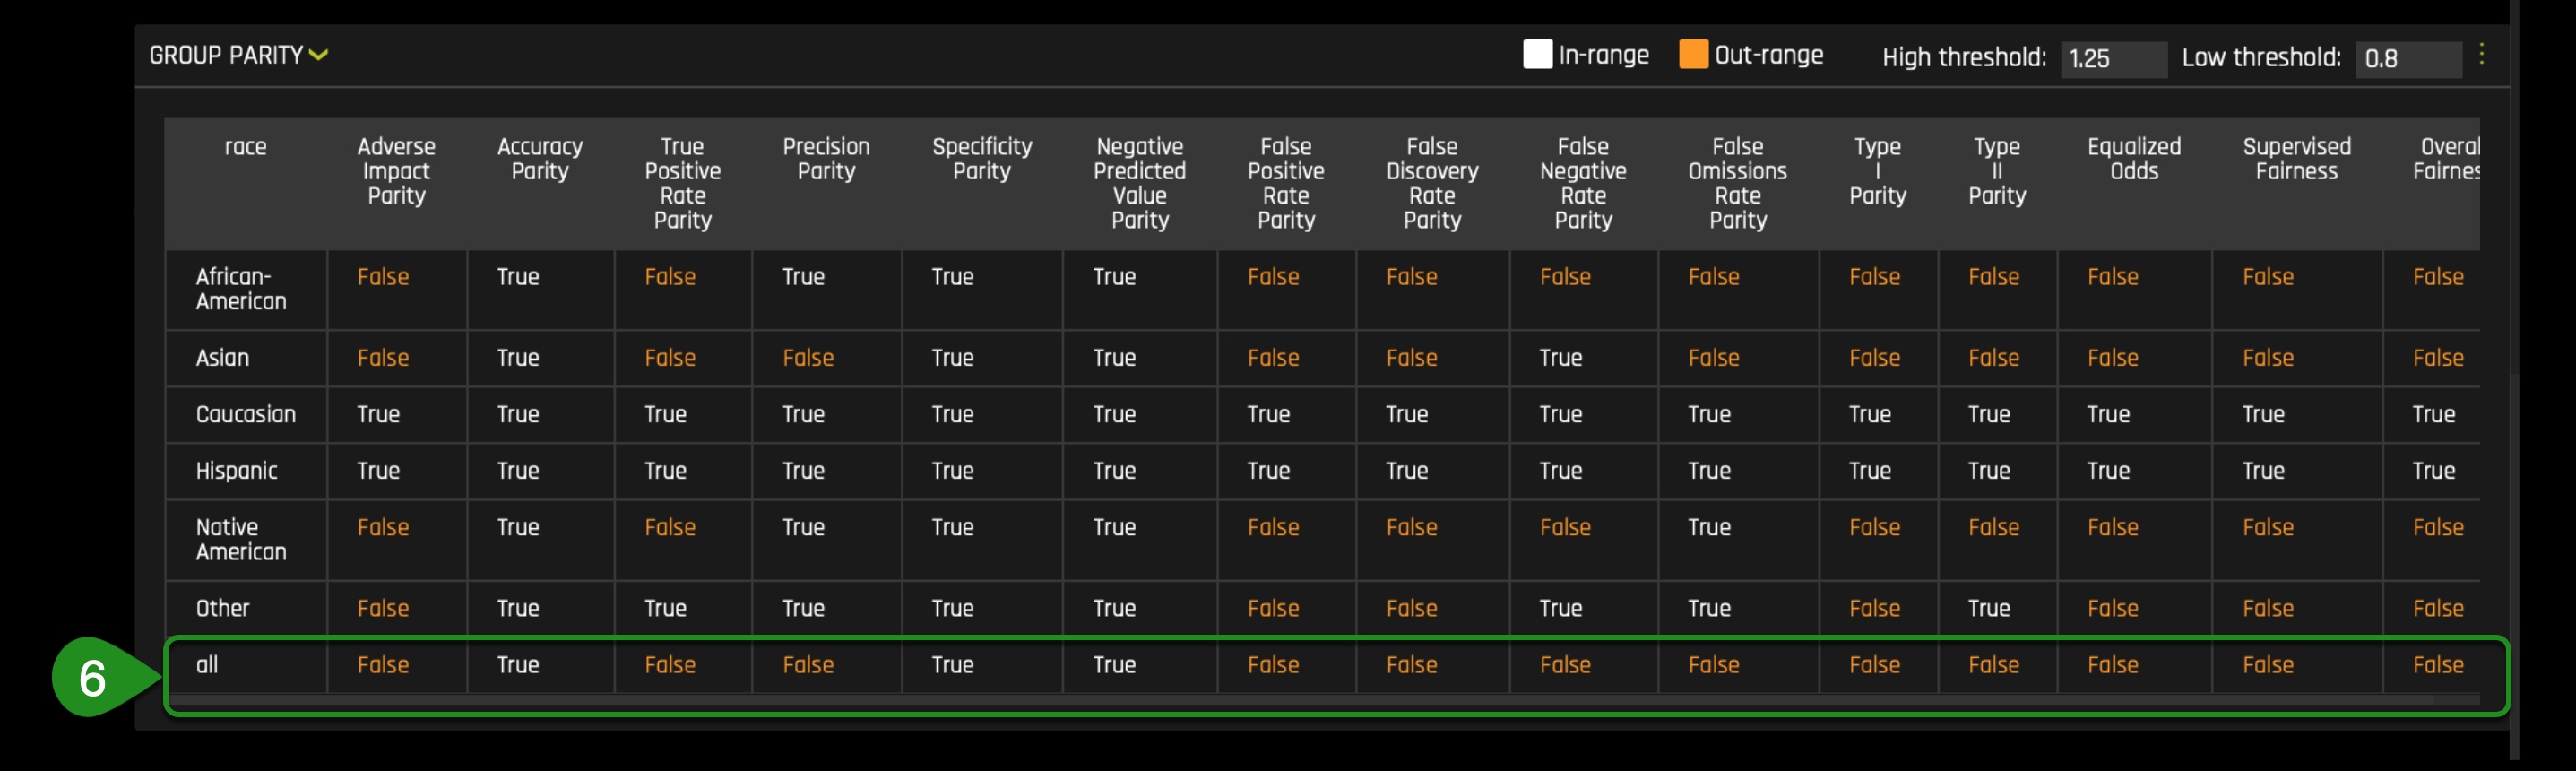 GROUP PARITY In-range Out-range High threshold: 1.25 Low threshold: 0.8
race Adverse Impact Parity Accuracy Parity True Positive Rate Parity Precision Parity Specificity Parity Negative Predicted Value Parity False Positive Rate Parity False Discovery Rate Parity False Negative Rate Parity False Omissions Rate Parity Type I Parity Type II Parity Equalized Odds Supervised Fairness Overal Fairnes
African-American False True False True True True False False False False False False False False False
Asian False True False False True True False False True False False False False False False
Caucasian True True True True True True True True True True True True True True True
Hispanic True True True True True True True True True True True True True True True
Native American False True False True True True False False False True False False False False False
Other False True True True True True False False True True False True False False False
6 all False True False False True True False False False False False False False False False